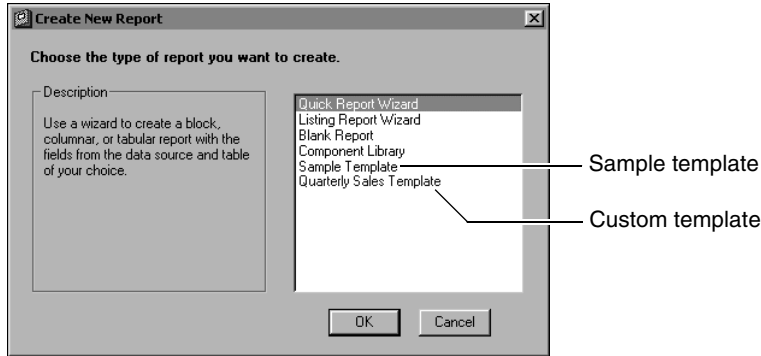 Create New Report
Choose the type of report you want to create.
Description
Use a wizard to create a block,
columnar, or tabular report with the
fields from the data source and table
of your choice.
Quick Report Wizard
Listing Report Wizard
Blank Report
Component Library
Sample Template
Quarterly Sales Template
Sample template
Custom template
OK
Cancel